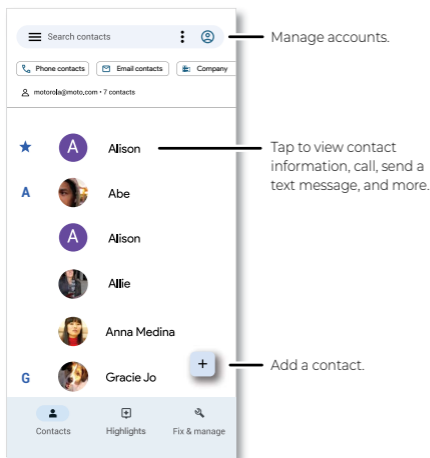 Search contacts
Manage accounts.
Phone contacts Email contacts Company
motorola@moto,com • 7 contacts
A Alison
Tap to view contact
information, call, send a
text message, and more.
A Abe
A Alison
Allie
Anna Medina
+
Add a contact.
G Gracie Jo
Contacts Highlights Fix & manage